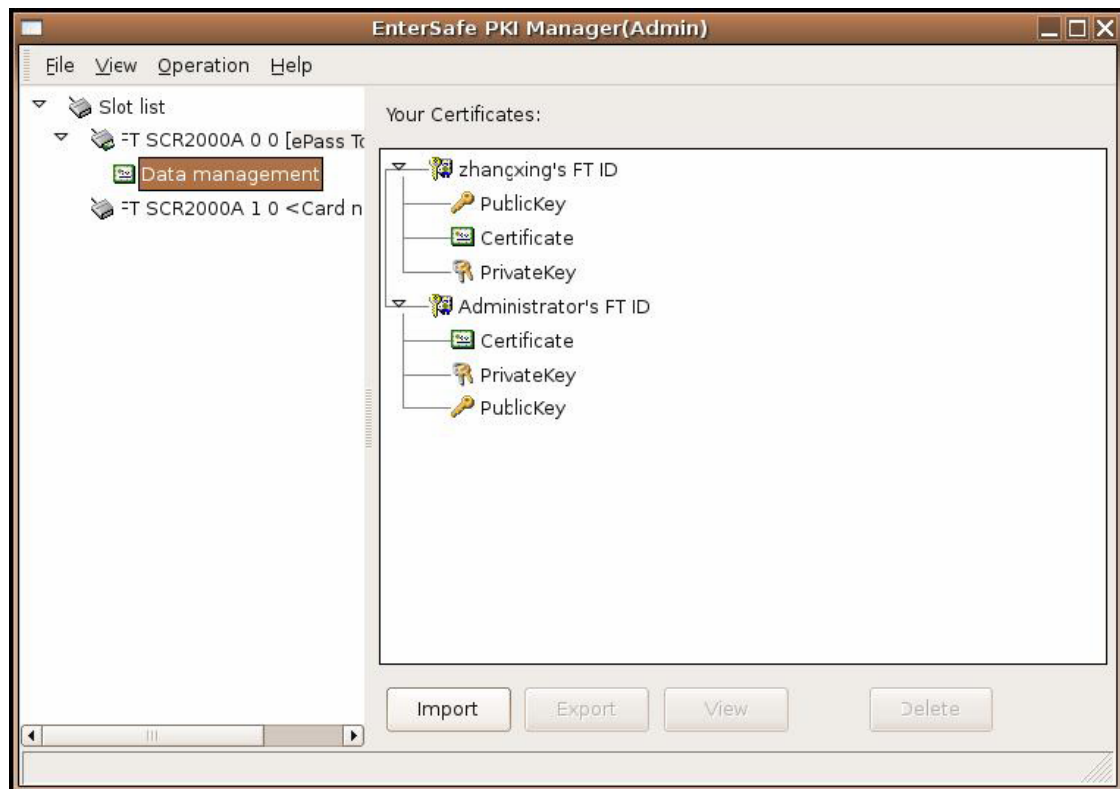 EnterSafe PKI Manager(Admin)
File View Operation Help
Slot list
FT SCR2000A 0 0 [ePass To
Data management
FT SCR2000A 1 0 <Card n
Your Certificates:
zhangxing's FT ID
PublicKey
Certificate
PrivateKey
Administrator's FT ID
Certificate
PrivateKey
PublicKey
Import Export View Delete